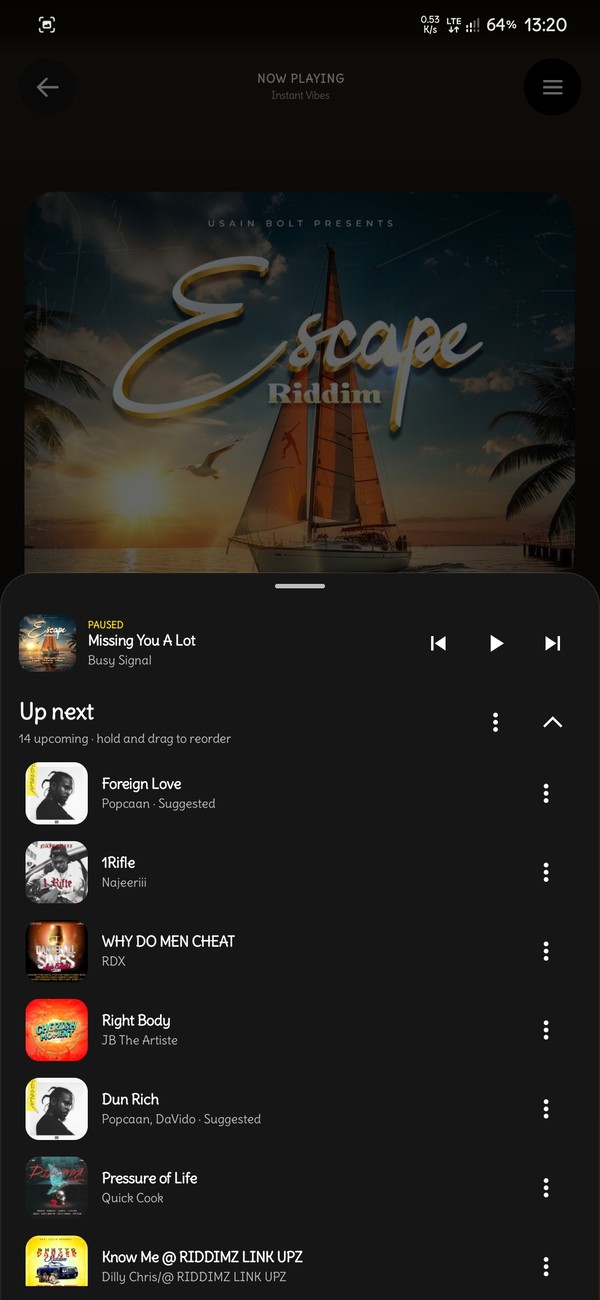 0.53
K/s
LTE
64%
13:20
NOW PLAYING
Instant Vibes
USAIN BOLT PRESENTS
Escape
Riddim
PAUSED
Missing You A Lot
Busy Signal
Up next
14 upcoming · hold and drag to reorder
Foreign Love
Popcaan · Suggested
1Rifle
Najeeriii
WHY DO MEN CHEAT
RDX
Right Body
JB The Artiste
Dun Rich
Popcaan, DaVido · Suggested
Pressure of Life
Quick Cook
Know Me @ RIDDIMZ LINK UPZ
Dilly Chris/@ RIDDIMZ LINK UPZ